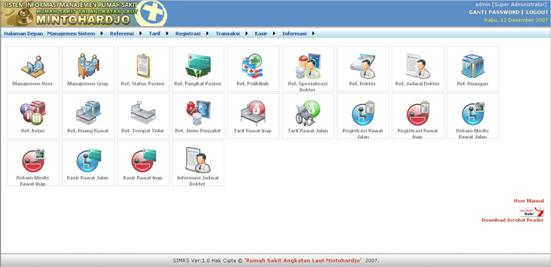 SISTEM INFORMASI MANAJEMEN RUMAH SAKIT
RUMAH SAKIT TNI ANGKATAN LAUT
MINTOHARDJO
admin [Super Administrator]
GANTI PASSWORD | LOGOUT
Rabu, 12 Desember 2007
Halaman Depan Manajemen Sistem Referensi Tarif Registrasi Transaksi Kasir Informasi
Manajemen User
Manajemen Grup
Ref. Status Pasien
Ref. Pangkat Pasien
Ref. Poliklinik
Ref. Spesialisasi Dokter
Ref. Dokter
Ref. Jadwal Dokter
Ref. Ruangan
Ref. Kelas
Ref. Ruang Rawat
Ref. Tempat Tidur
Ref. Jenis Penyakit
Tarif Rawat Inap
Tarif Rawat Jalan
Registrasi Rawat Jalan
Registrasi Rawat Inap
Rekam Medis Rawat Jalan
Rekam Medis Rawat Inap
Kasir Rawat Jalan
Kasir Rawat Inap
Informasi Jadwal Dokter
User Manual
Download Acrobat Reader
SIMRS Ver:1.0 Hak Cipta © "Rumah Sakit Angkatan Laut Mintohardjo" 2007.